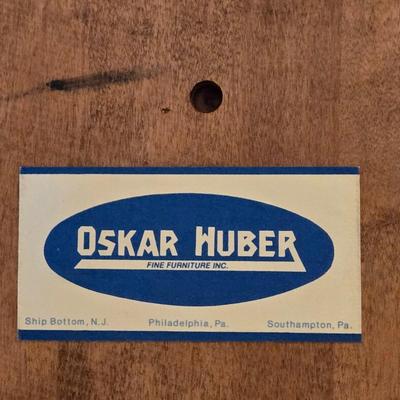 OSKAR HUBER
FINE FURNITURE INC.
Ship Bottom, N.J. Philadelphia, Pa. Southampton, Pa.